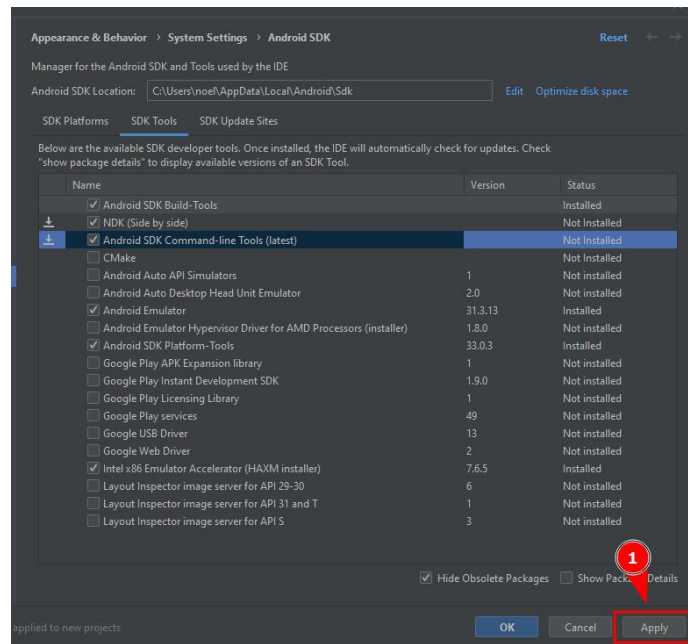 Appearance & Behavior > System Settings > Android SDK Reset ← →
Manager for the Android SDK and Tools used by the IDE
Android SDK Location: C:\Users\noel\AppData\Local\Android\Sdk Edit Optimize disk space
SDK Platforms SDK Tools SDK Update Sites
Below are the available SDK developer tools. Once installed, the IDE will automatically check for updates. Check
"show package details" to display available versions of an SDK Tool.
Name Version Status
Android SDK Build-Tools Installed
NDK (Side by side) Not Installed
Android SDK Command-line Tools (latest) Not Installed
CMake Not Installed
Android Auto API Simulators 1 Not installed
Android Auto Desktop Head Unit Emulator 2.0 Not installed
Android Emulator 31.3.13 Installed
Android Emulator Hypervisor Driver for AMD Processors (installer) 1.8.0 Not installed
Android SDK Platform-Tools 33.0.3 Installed
Google Play APK Expansion library 1 Not installed
Google Play Instant Development SDK 1.9.0 Not installed
Google Play Licensing Library 1 Not installed
Google Play services 49 Not installed
Google USB Driver 13 Not installed
Google Web Driver 2 Not installed
Intel x86 Emulator Accelerator (HAXM installer) 7.6.5 Installed
Layout Inspector image server for API 29-30 6 Not installed
Layout Inspector image server for API 31 and T 1 Not installed
Layout Inspector image server for API S 3 Not installed
1
Hide Obsolete Packages Show Pack Details
applied to new projects OK Cancel Apply